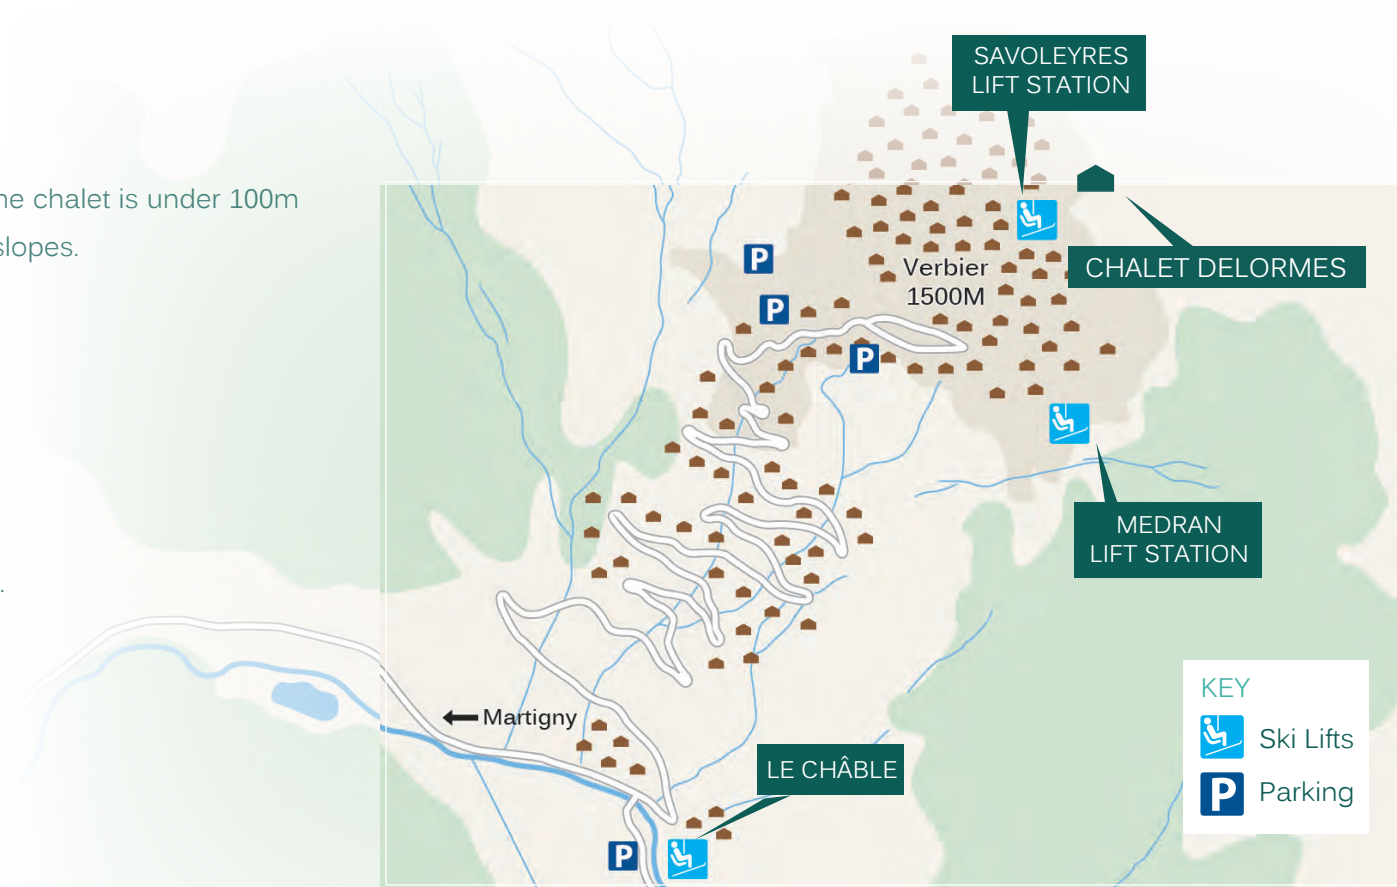 SAVOLEYRES
LIFT STATION
he chalet is under 100m
slopes.
CHALET DELORMES
P
Verbier
1500M
P
P
MEDRAN
LIFT STATION
.
Martigny
KEY
Ski Lifts
P Parking
LE CHÂBLE
P